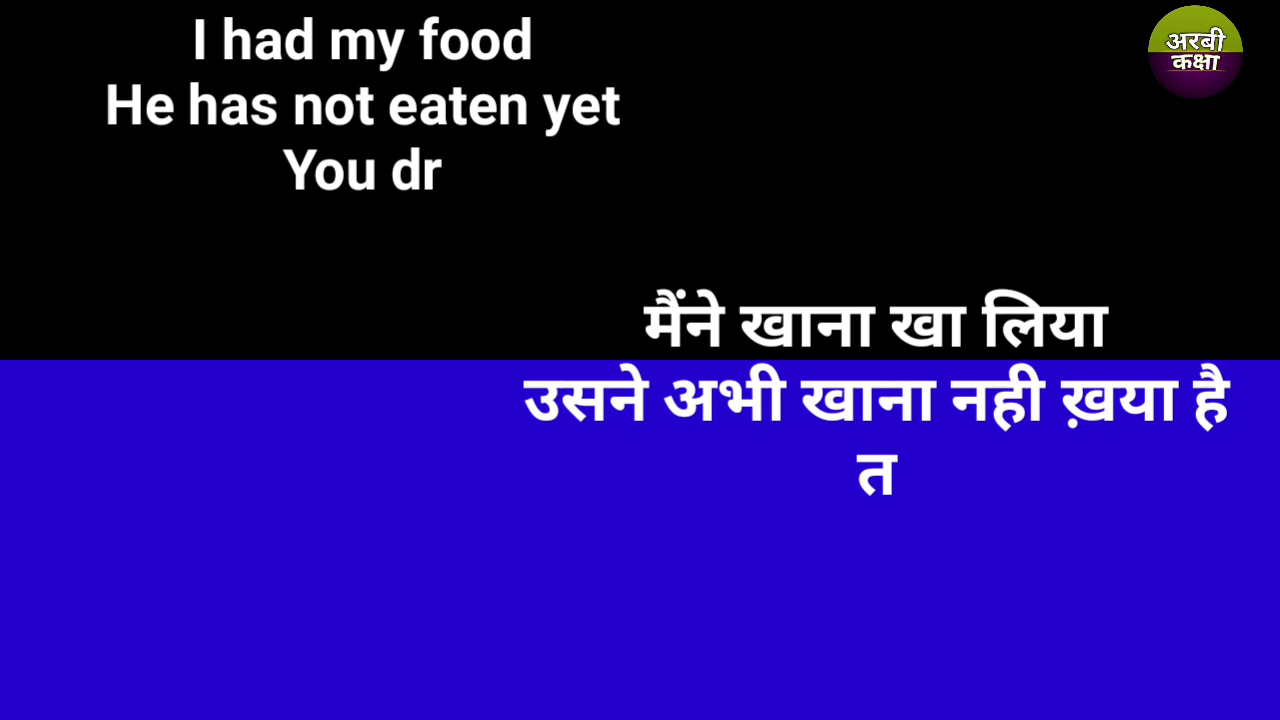 I had my food
He has not eaten yet
You dr
अरबी
कक्षा
मैंने खाना खा लिया
उसने अभी खाना नही ख़या है
त